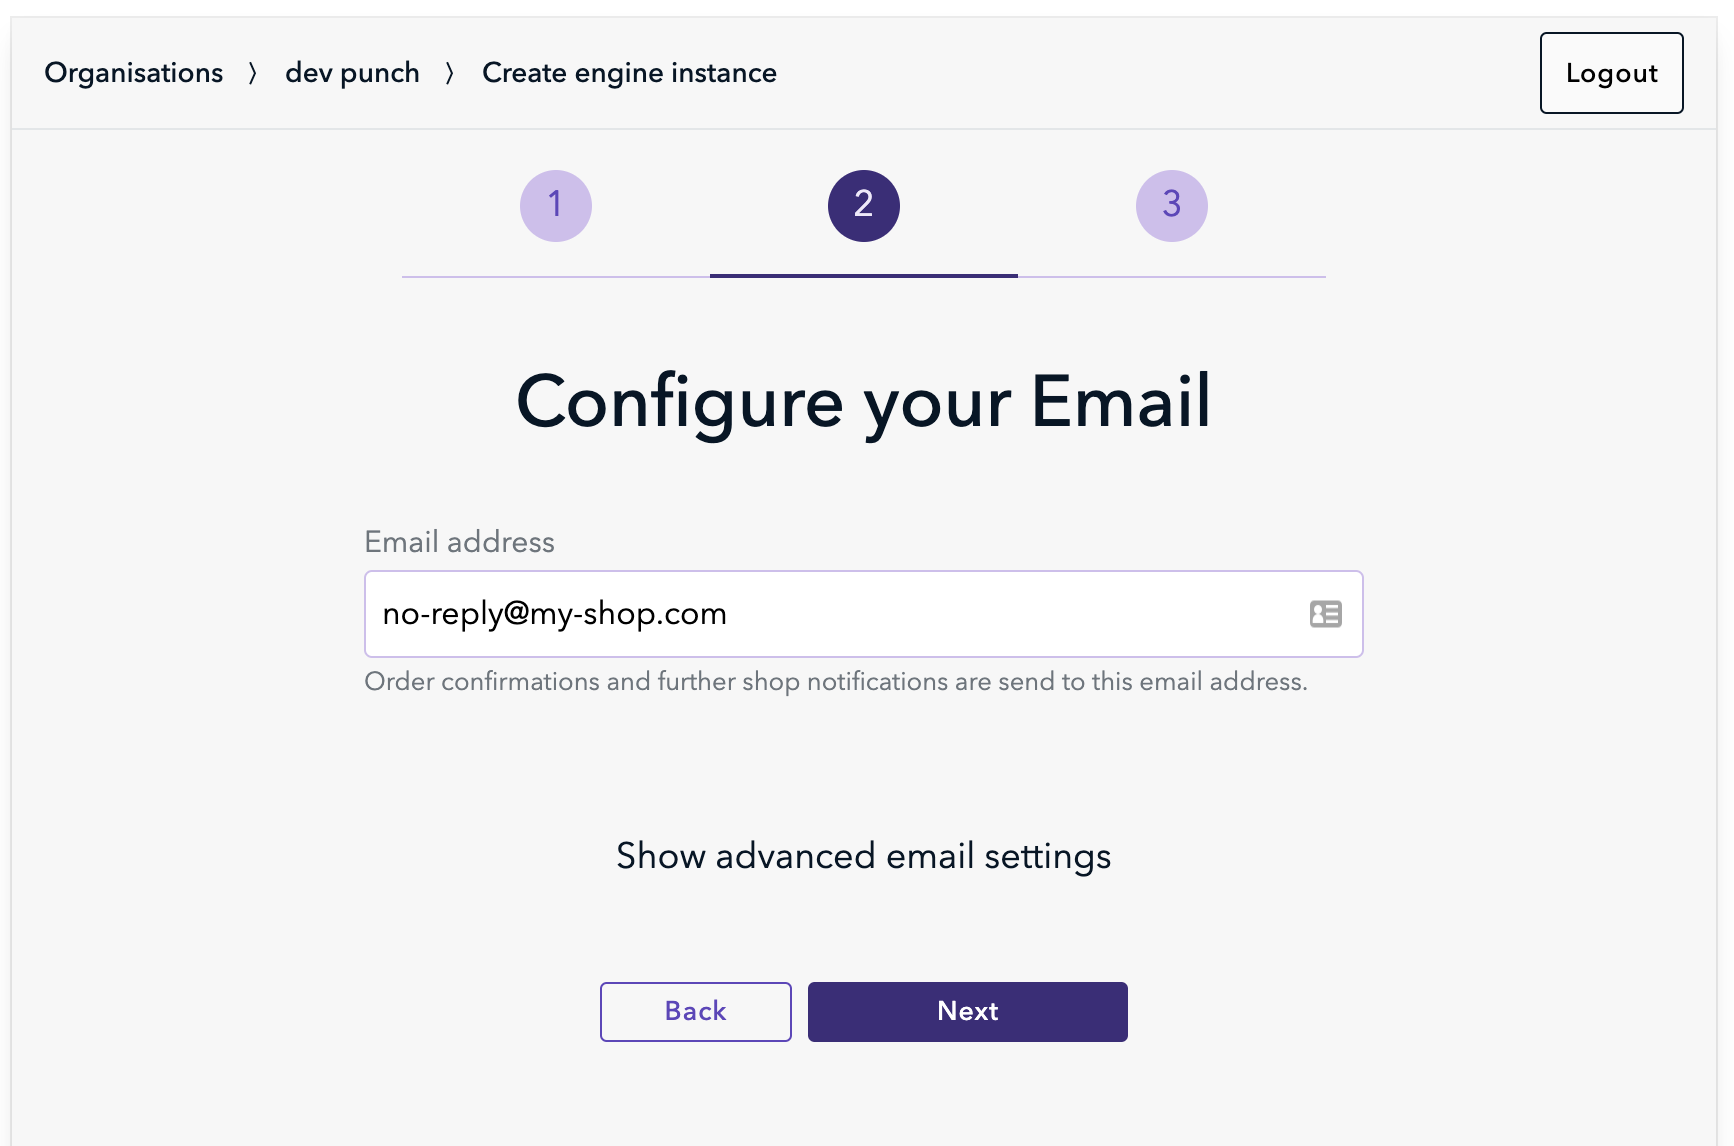 Organisations 〉 dev punch 〉 Create engine instance
Logout
1
2
3
Configure your Email
Email address
no-reply@my-shop.com
Order confirmations and further shop notifications are send to this email address.
Show advanced email settings
Back
Next